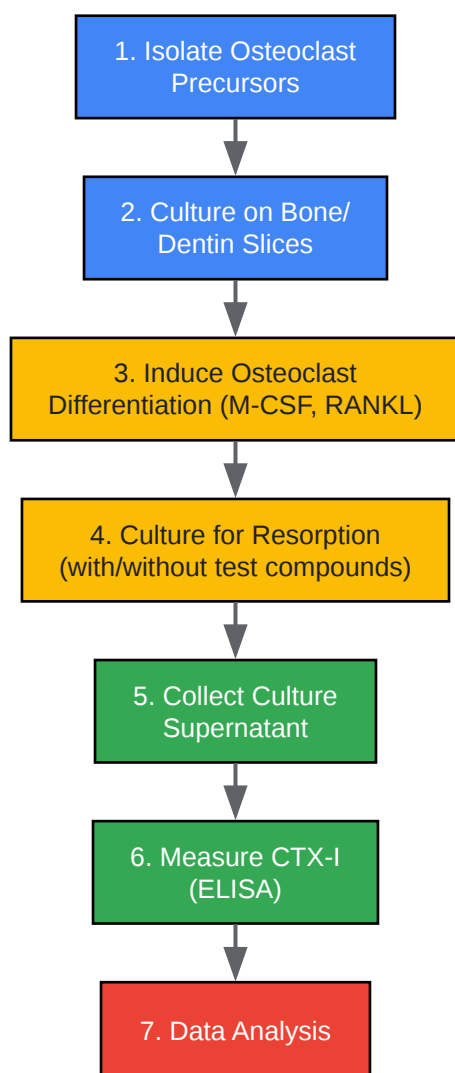 1. Isolate Osteoclast
Precursors
2. Culture on Bone/
Dentin Slices
3. Induce Osteoclast
Differentiation (M-CSF, RANKL)
4. Culture for Resorption
(with/without test compounds)
5. Collect Culture
Supernatant
6. Measure CTX-I
(ELISA)
7. Data Analysis